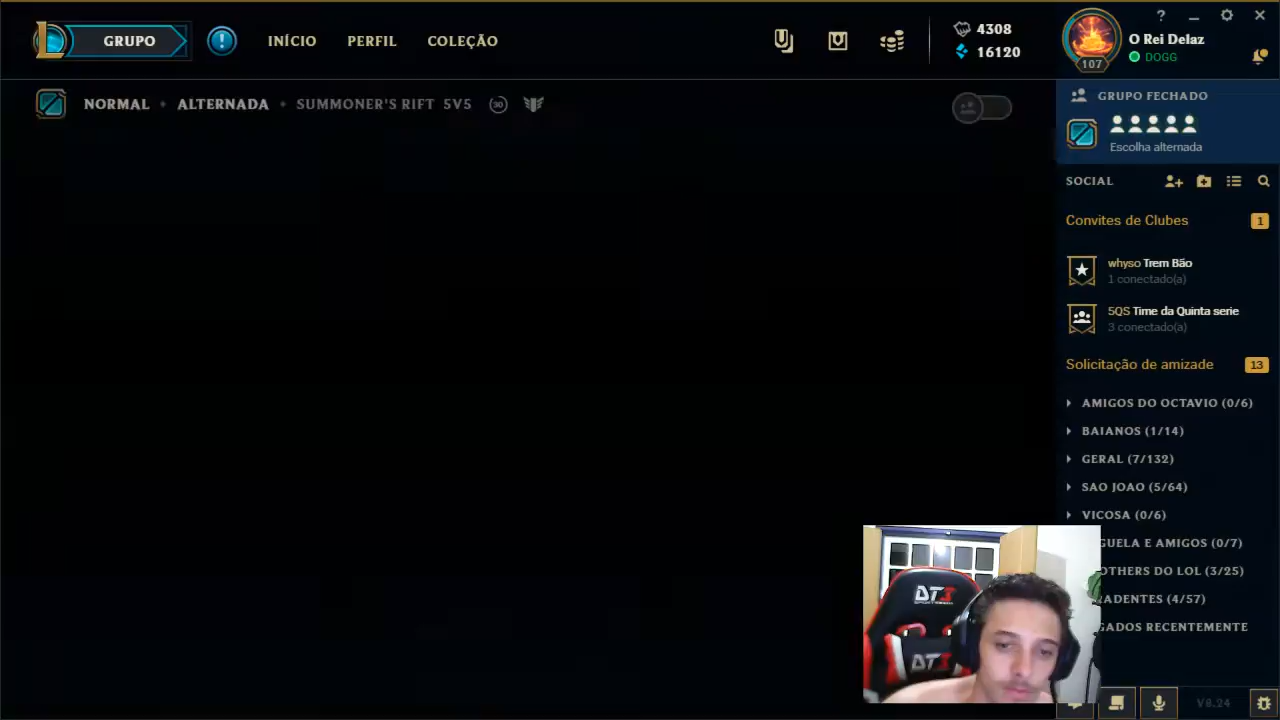 GRUPO
INÍCIO
PERFIL
COLEÇÃO
4308
16120
107
O Rei Delaz
DOGG
NORMAL • ALTERNADA • SUMMONER'S RIFT 5V5
30
GRUPO FECHADO
Escolha alternada
SOCIAL
Convites de Clubes 1
whyso Trem Bão
1 conectado(a)
5QS Time da Quinta serie
3 conectado(a)
Solicitação de amizade 13
AMIGOS DO OCTAVIO (0/6)
BAIANOS (1/14)
GERAL (7/132)
SAO JOAO (5/64)
VICOSA (0/6)
GUELA E AMIGOS (0/7)
OTHERS DO LOL (3/25)
RADENTES (4/57)
GADOS RECENTEMENTE
DT3
DT3
V8.24